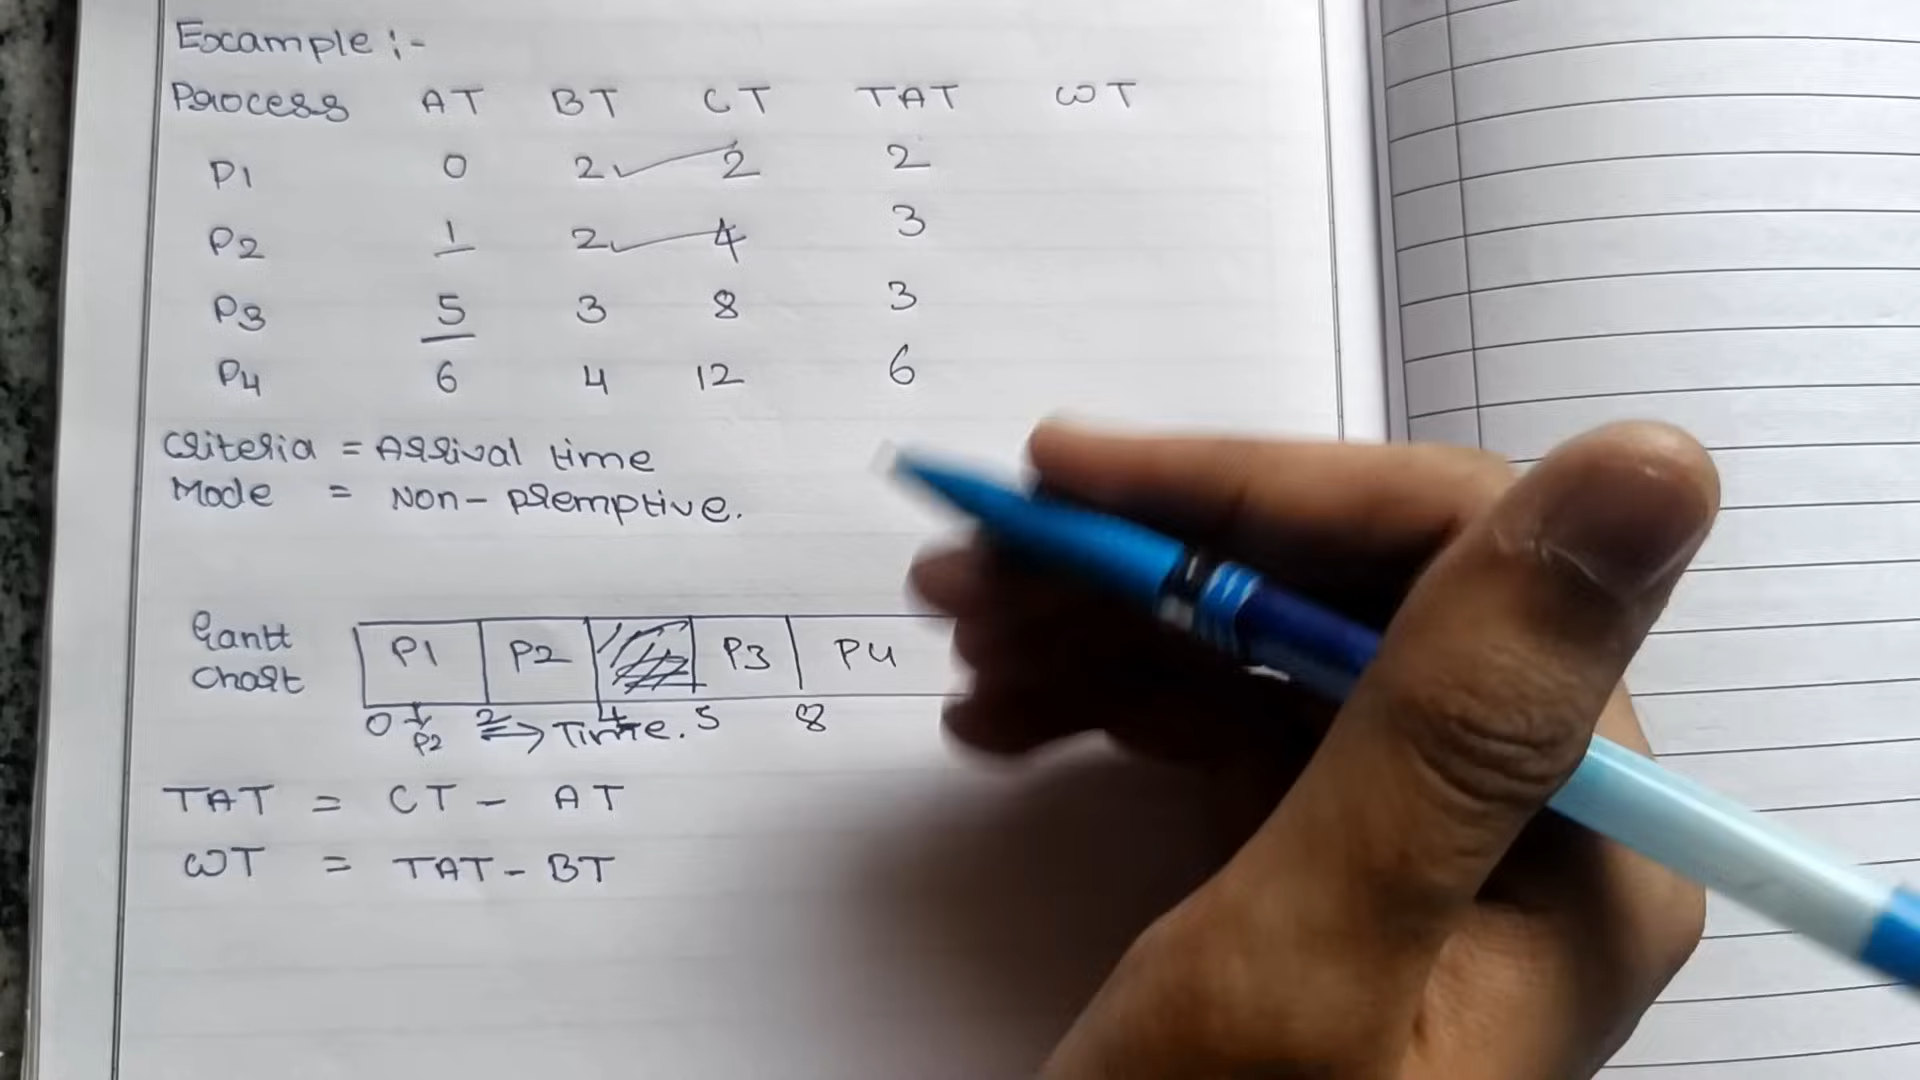 Example :-
Process AT BT CT TAT WT
P1 0 2 2 2
P2 1 2 4 3
P3 5 3 8 3
P4 6 4 12 6
Criteria = Arrival time
Mode = Non-premptive.
Gantt
Chart
P1 P2 P3 P4
0 1 2 4 5 8
P2 → Time.
TAT = CT - AT
WT = TAT - BT